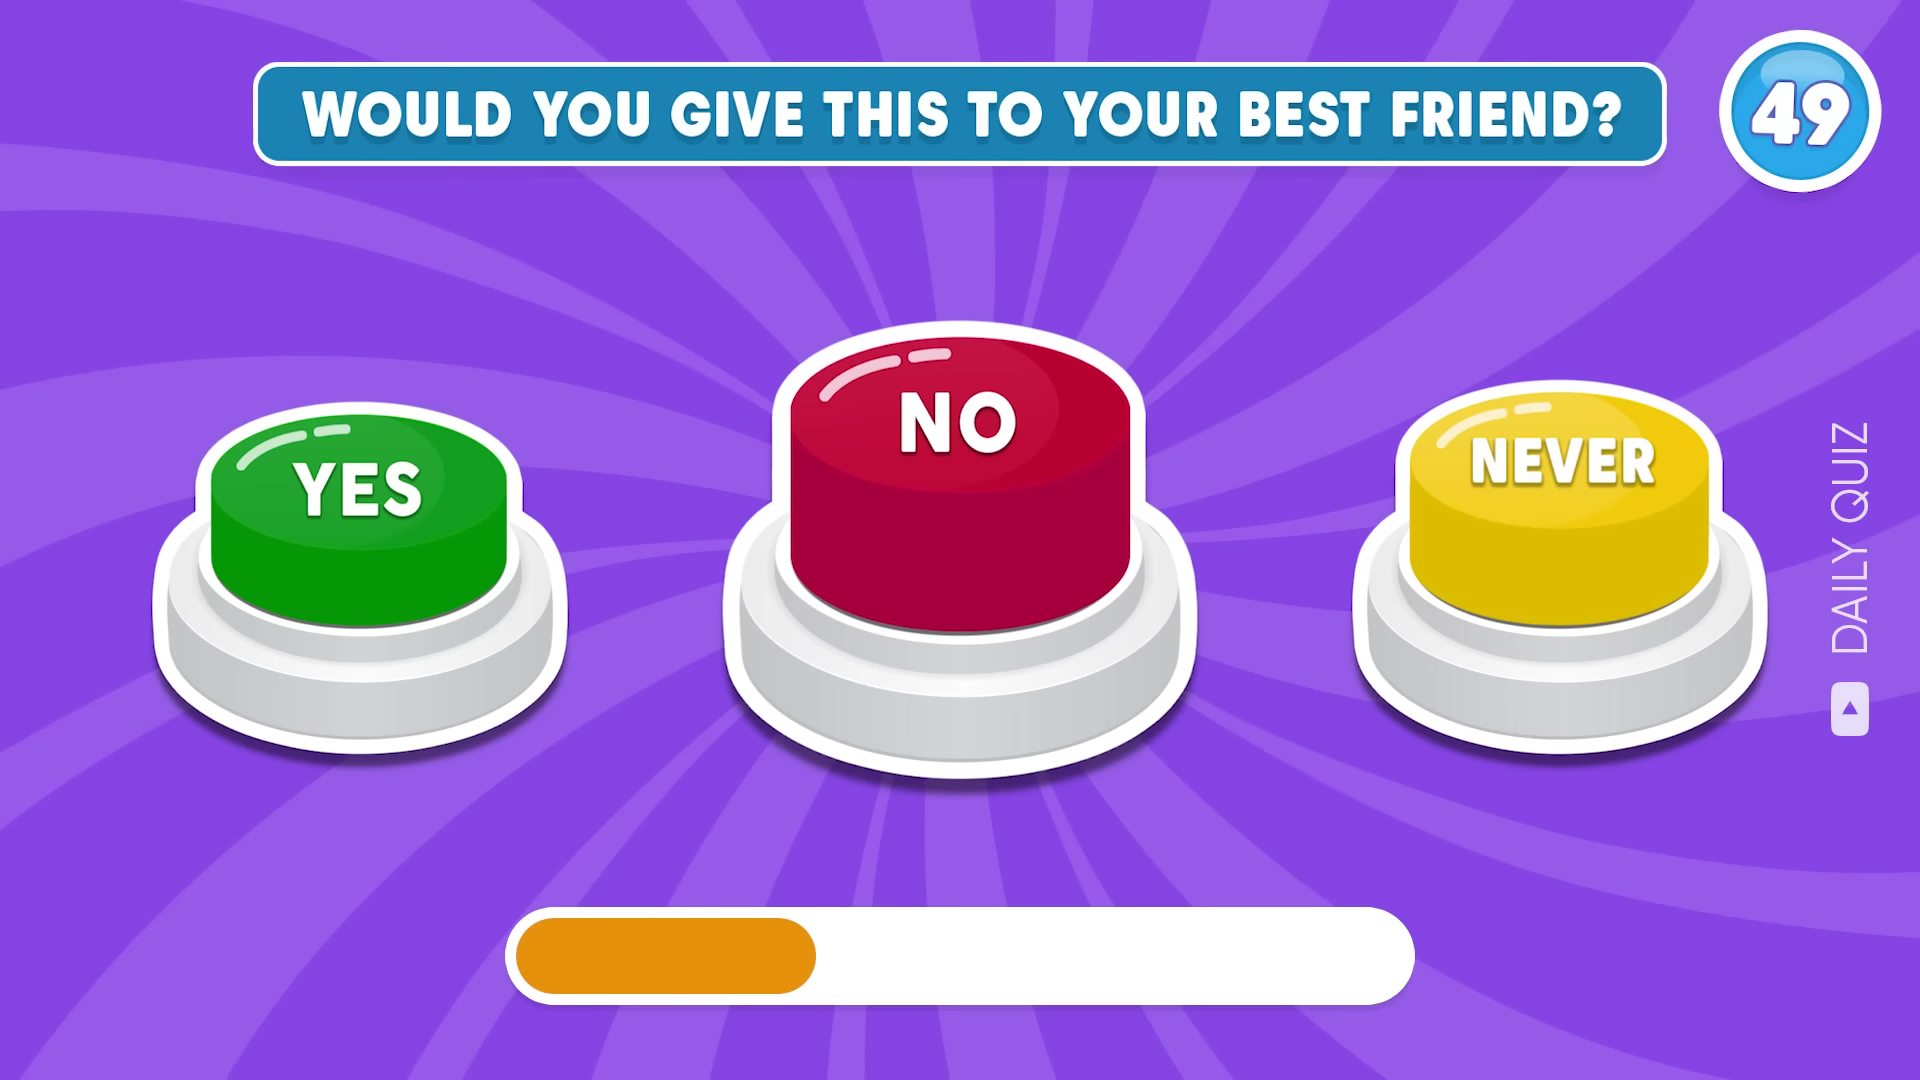 WOULD YOU GIVE THIS TO YOUR BEST FRIEND?
49
YES
NO
NEVER
DAILY QUIZ